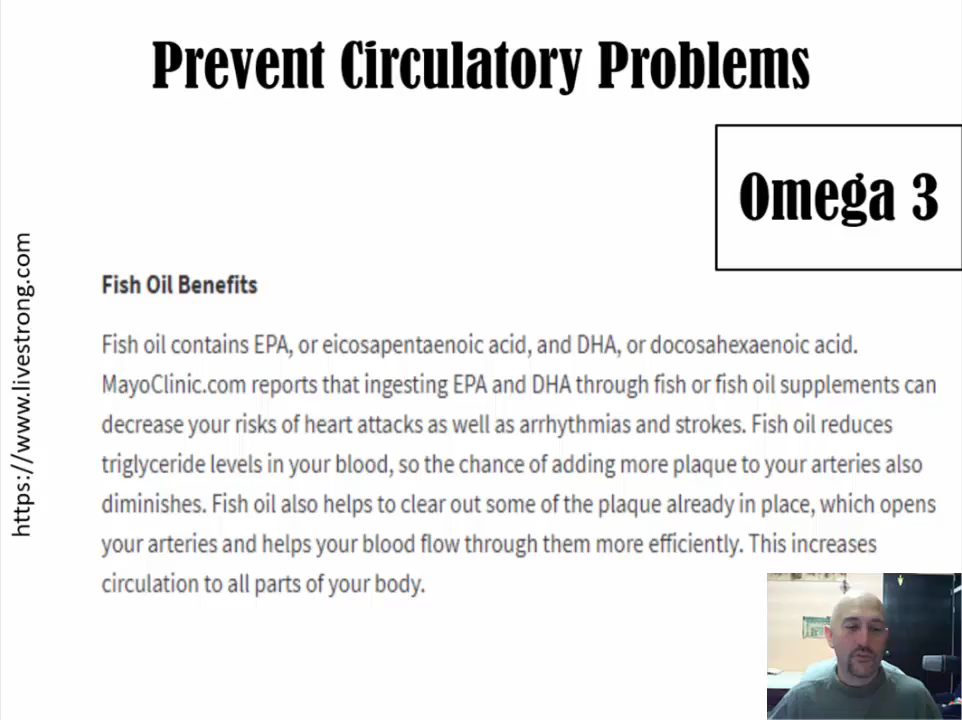 Prevent Circulatory Problems
Omega 3
https://www.livestrong.com
Fish Oil Benefits
Fish oil contains EPA, or eicosapentaenoic acid, and DHA, or docosahexaenoic acid.
MayoClinic.com reports that ingesting EPA and DHA through fish or fish oil supplements can
decrease your risks of heart attacks as well as arrhythmias and strokes. Fish oil reduces
triglyceride levels in your blood, so the chance of adding more plaque to your arteries also
diminishes. Fish oil also helps to clear out some of the plaque already in place, which opens
your arteries and helps your blood flow through them more efficiently. This increases
circulation to all parts of your body.